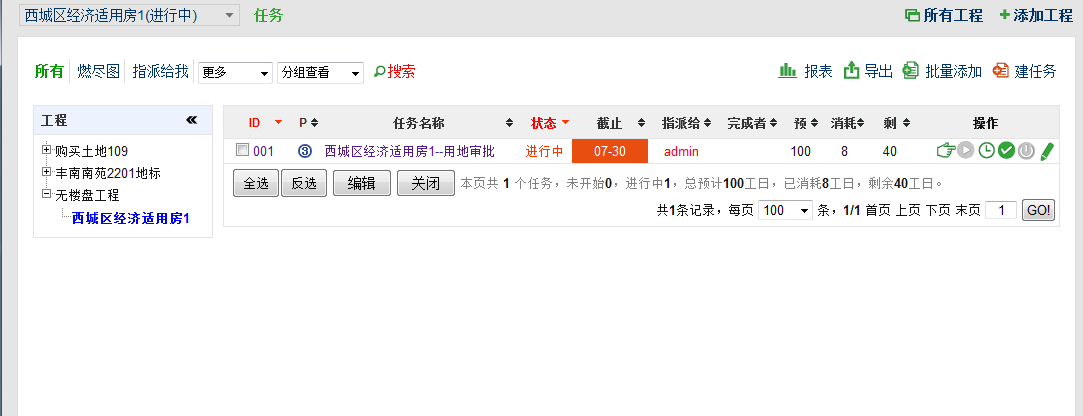 西城区经济适用房1(进行中) 任务 所有工程 添加工程
所有 燃尽图 指派给我 更多 分组查看 搜索 报表 导出 批量添加 建任务
工程
购买土地109
丰南南苑2201地标
无楼盘工程
西城区经济适用房1
ID P 任务名称 状态 截止 指派给 完成者 预 消耗 剩 操作
001 3 西城区经济适用房1--用地审批 进行中 07-30 admin 100 8 40
全选 反选 编辑 关闭 本页共 1 个任务，未开始0，进行中1，总预计100工日，已消耗8工日，剩余40工日。
共1条记录，每页 100 条，1/1 首页 上页 下页 末页 1 GO!